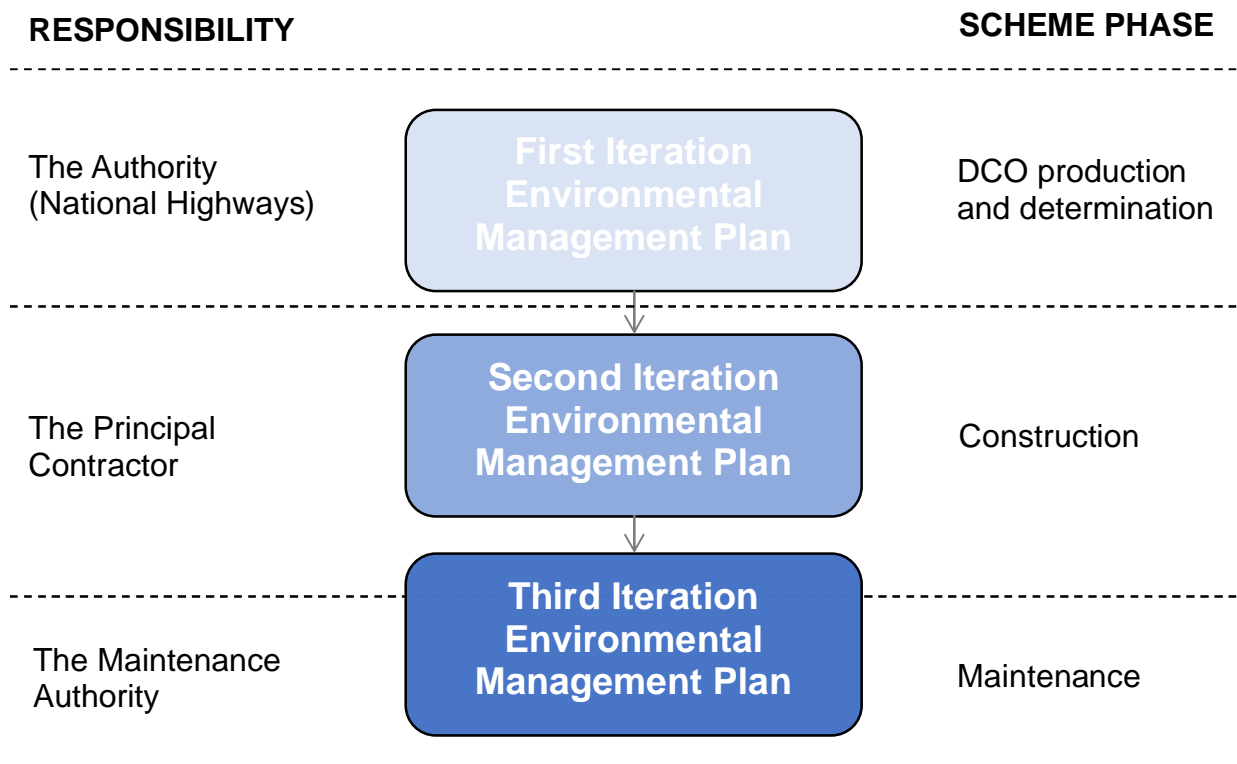 RESPONSIBILITY
SCHEME PHASE
The Authority
(National Highways)
First Iteration
Environmental
Management Plan
DCO production
and determination
The Principal
Contractor
Second Iteration
Environmental
Management Plan
Construction
The Maintenance
Authority
Third Iteration
Environmental
Management Plan
Maintenance